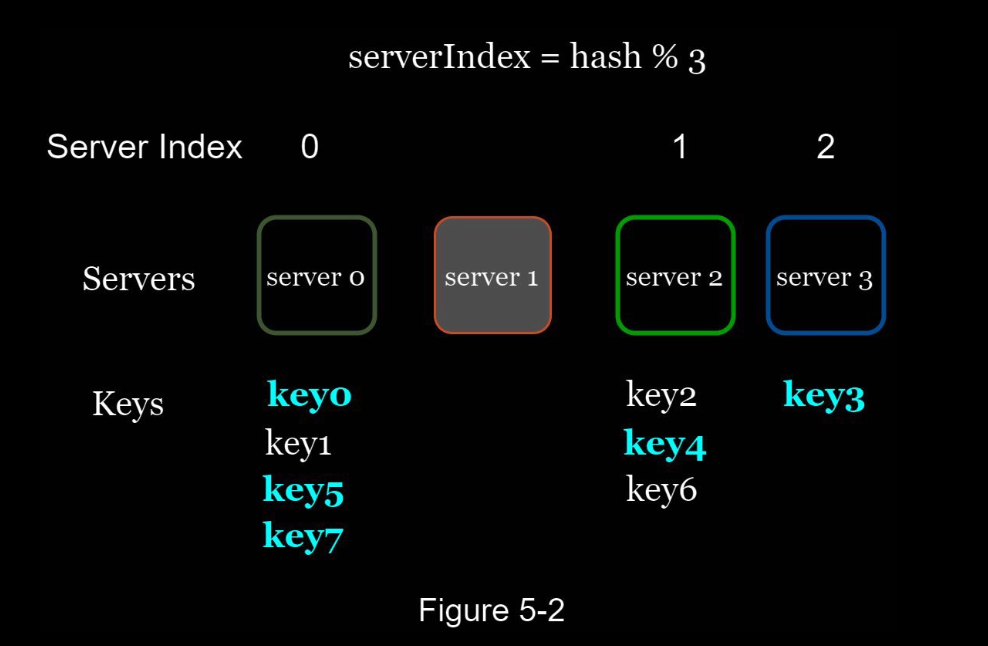 serverIndex = hash % 3
Server Index 0 1 2
Servers server 0 server 1 server 2 server 3
Keys key0 key2 key3
key1 key4
key5 key6
key7
Figure 5-2